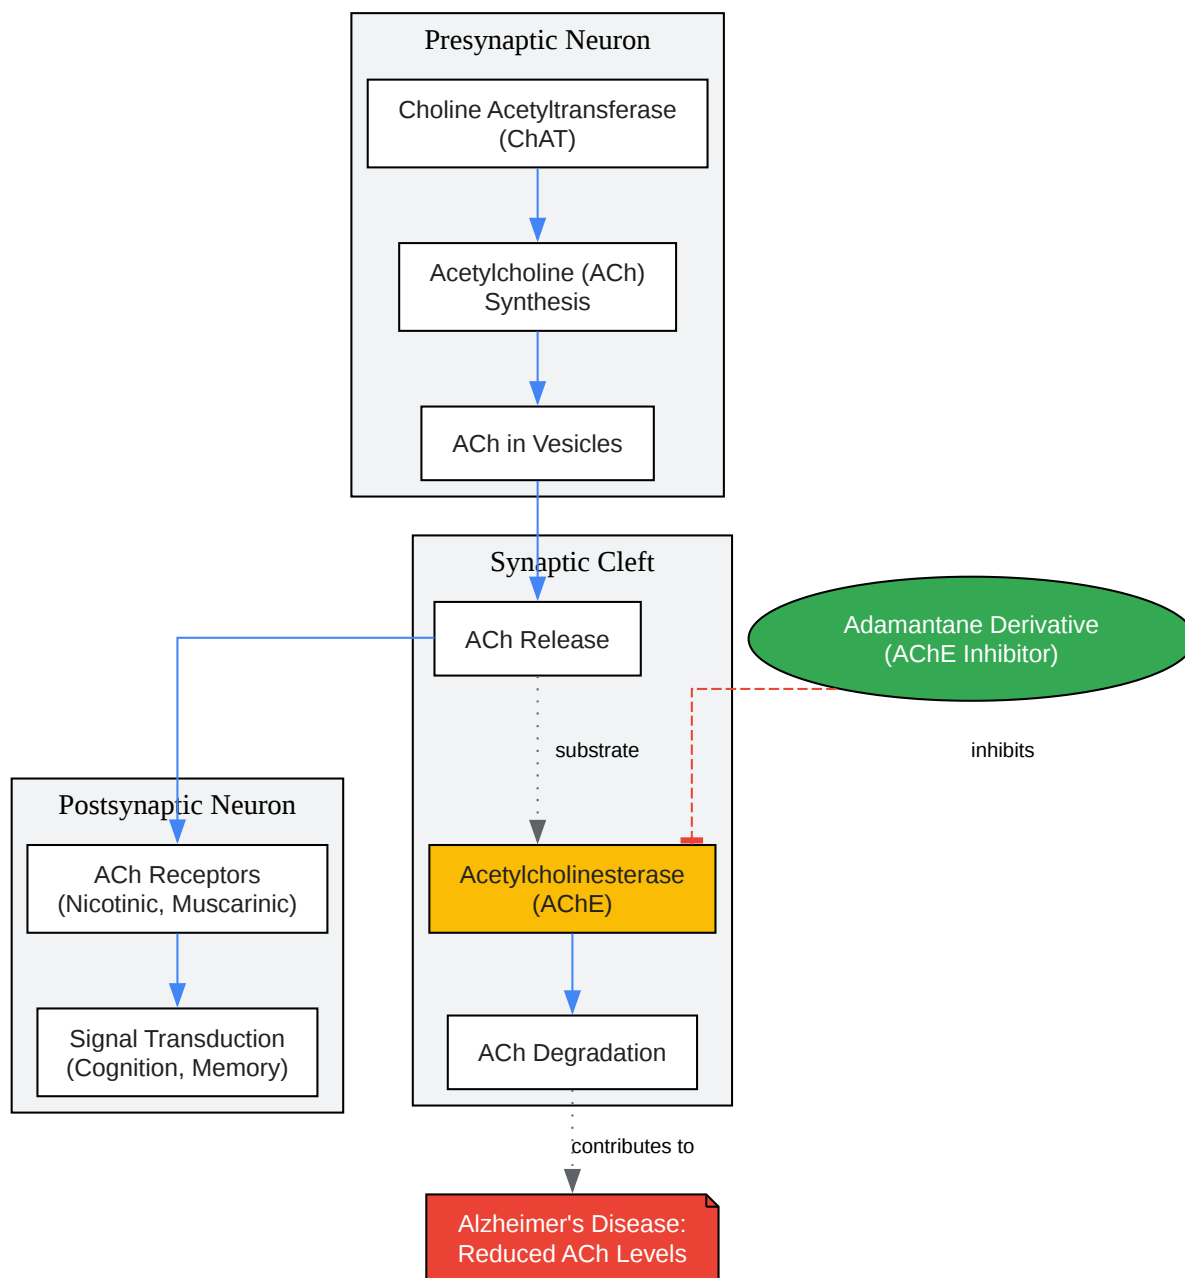 Presynaptic Neuron
Choline Acetyltransferase
(ChAT)
Acetylcholine (ACh)
Synthesis
ACh in Vesicles
Synaptic Cleft
ACh Release
Adamantane Derivative
(AChE Inhibitor)
substrate
inhibits
Postsynaptic Neuron
ACh Receptors
(Nicotinic, Muscarinic)
Acetylcholinesterase
(AChE)
Signal Transduction
(Cognition, Memory)
ACh Degradation
contributes to
Alzheimer's Disease:
Reduced ACh Levels